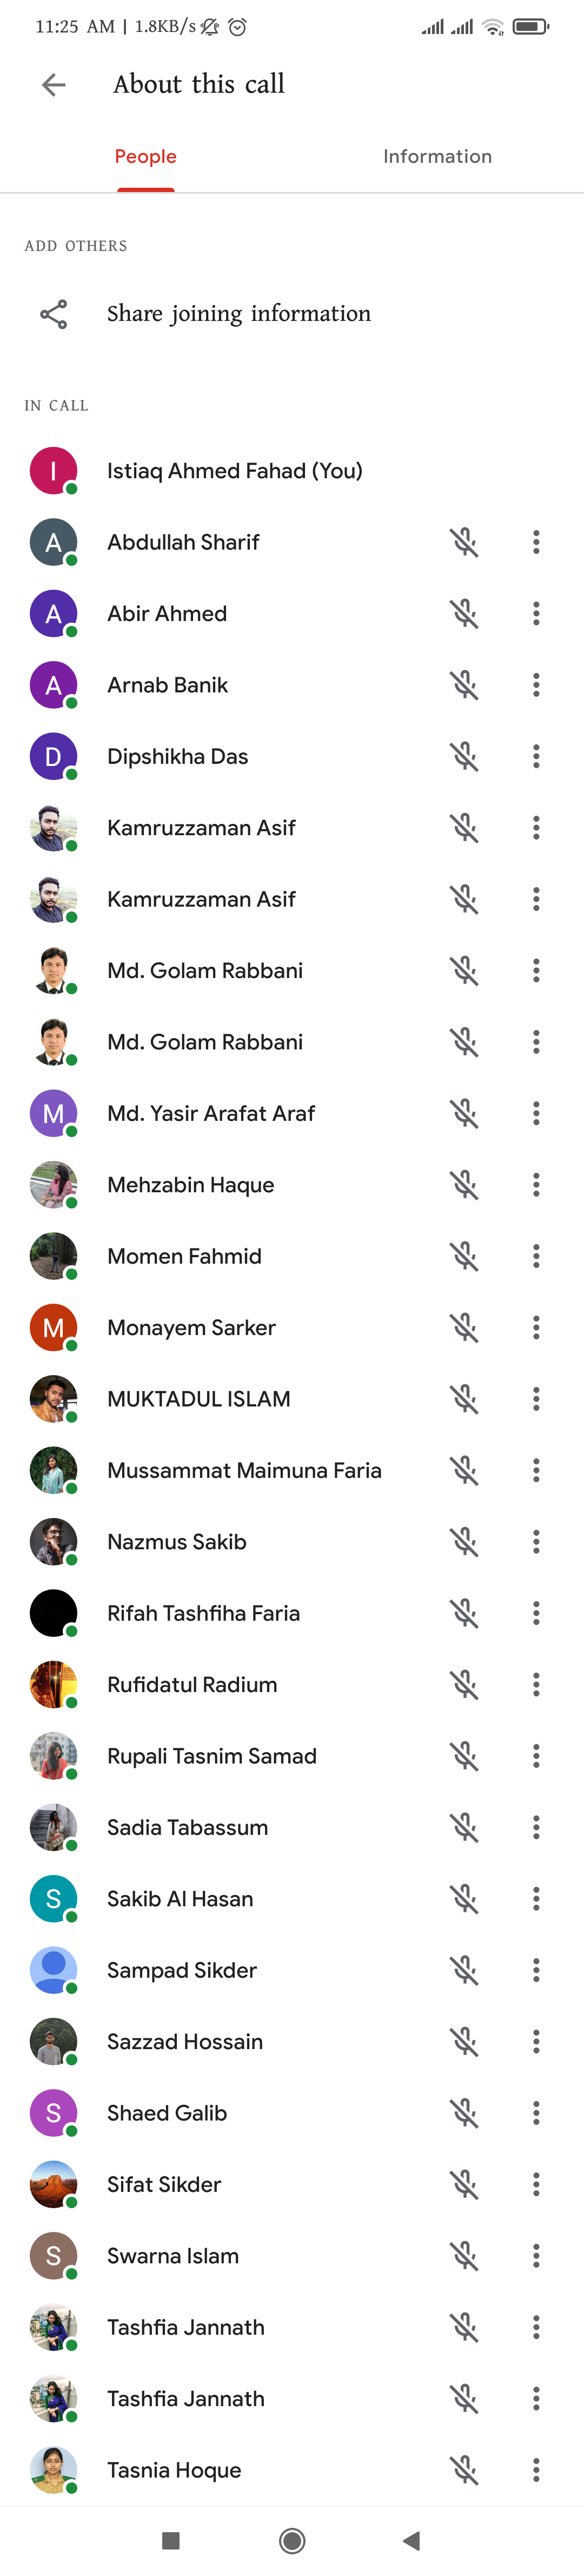 11:25 AM | 1.8KB/s
About this call
People Information
ADD OTHERS
Share joining information
IN CALL
I Istiaq Ahmed Fahad (You)
A Abdullah Sharif
A Abir Ahmed
A Arnab Banik
D Dipshikha Das
Kamruzzaman Asif
Kamruzzaman Asif
Md. Golam Rabbani
Md. Golam Rabbani
M Md. Yasir Arafat Araf
Mehzabin Haque
Momen Fahmid
M Monayem Sarker
MUKTADUL ISLAM
Mussammat Maimuna Faria
Nazmus Sakib
Rifah Tashfiha Faria
Rufidatul Radium
Rupali Tasnim Samad
Sadia Tabassum
S Sakib Al Hasan
Sampad Sikder
Sazzad Hossain
S Shaed Galib
Sifat Sikder
S Swarna Islam
Tashfia Jannath
Tashfia Jannath
Tasnia Hoque